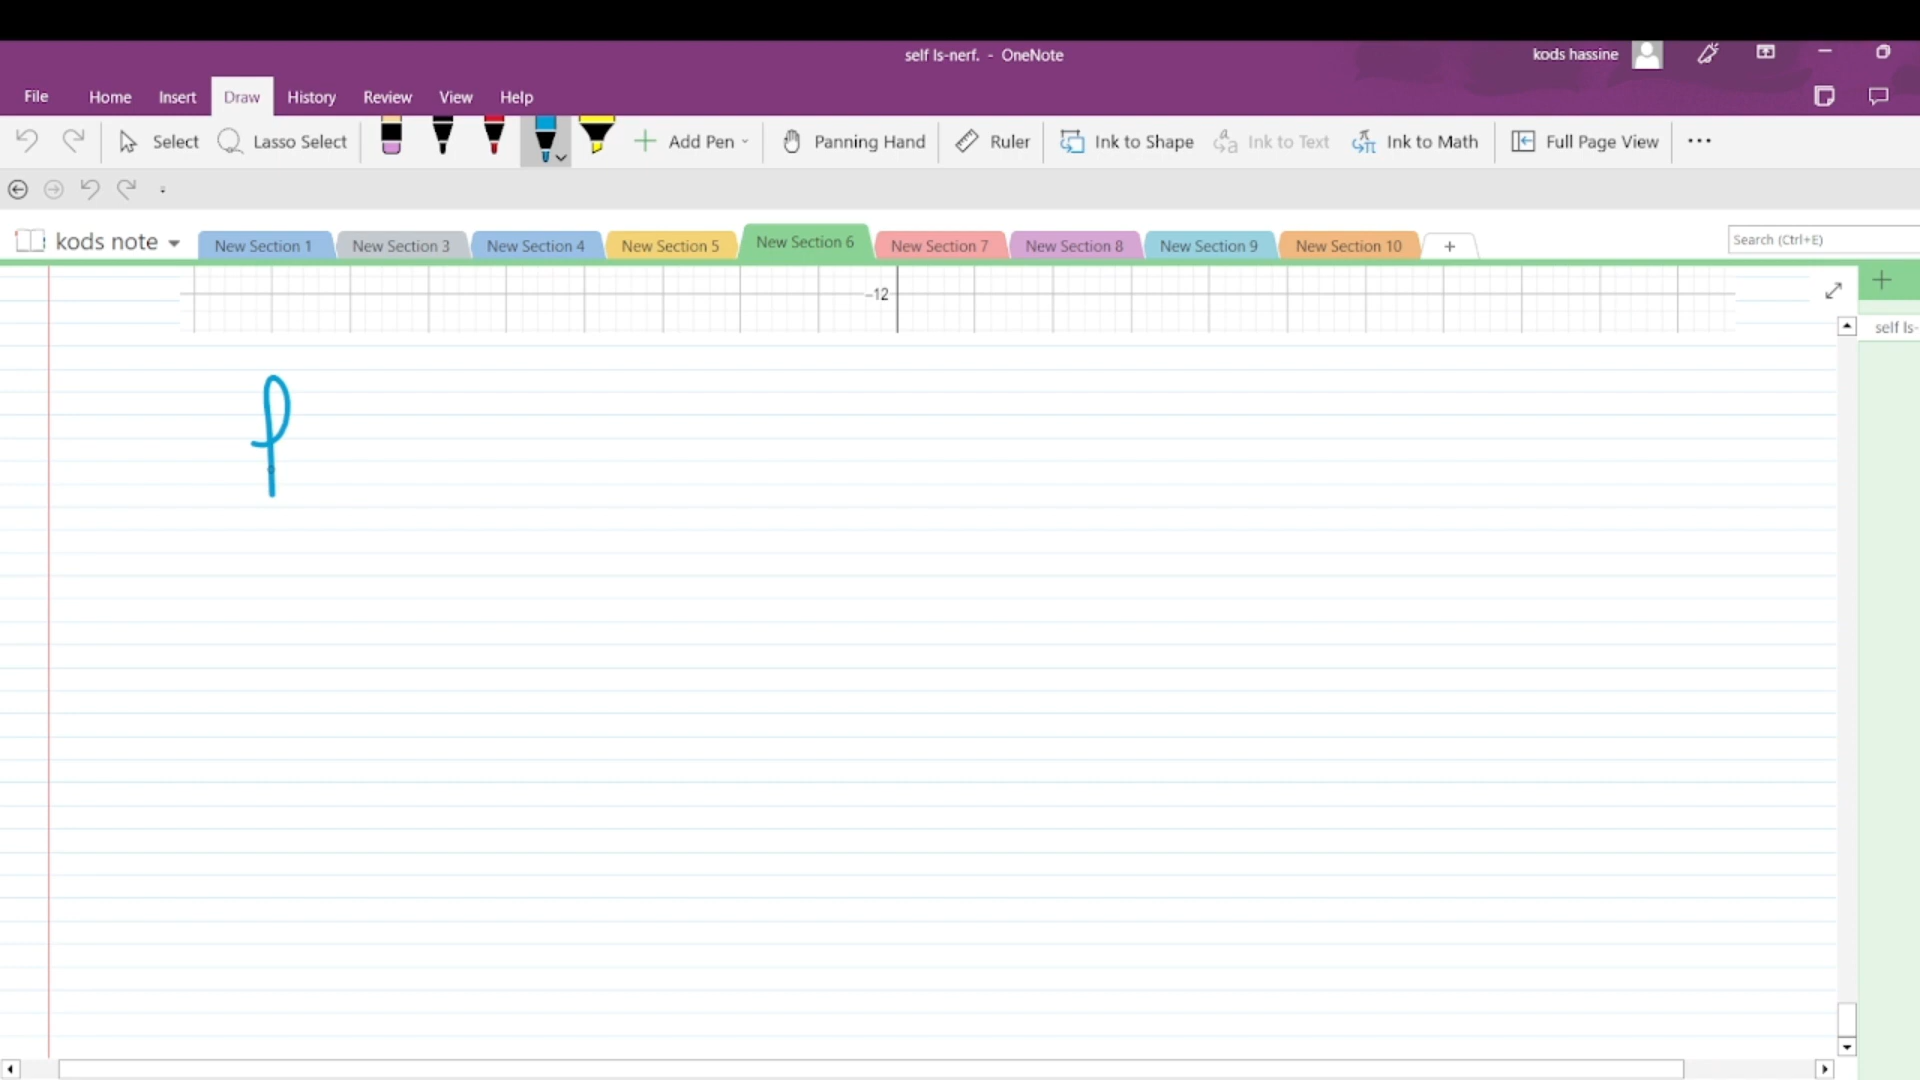 self ls-nerf. - OneNote
kods hassine
File Home Insert Draw History Review View Help
Select Lasso Select Add Pen Panning Hand Ruler Ink to Shape Ink to Text Ink to Math Full Page View
kods note New Section 1 New Section 3 New Section 4 New Section 5 New Section 6 New Section 7 New Section 8 New Section 9 New Section 10 Search (Ctrl+E)
-12
self ls-